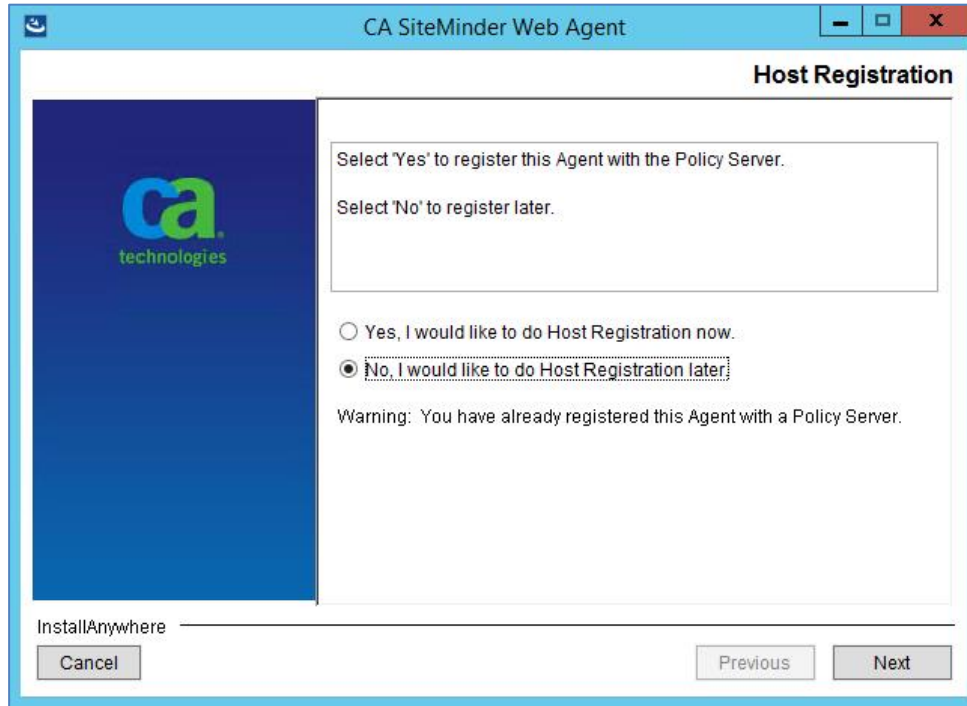 CA SiteMinder Web Agent
Host Registration
ca
technologies
Select 'Yes' to register this Agent with the Policy Server.
Select 'No' to register later.
Yes, I would like to do Host Registration now.
No, I would like to do Host Registration later.
Warning: You have already registered this Agent with a Policy Server.
InstallAnywhere
Cancel
Previous
Next